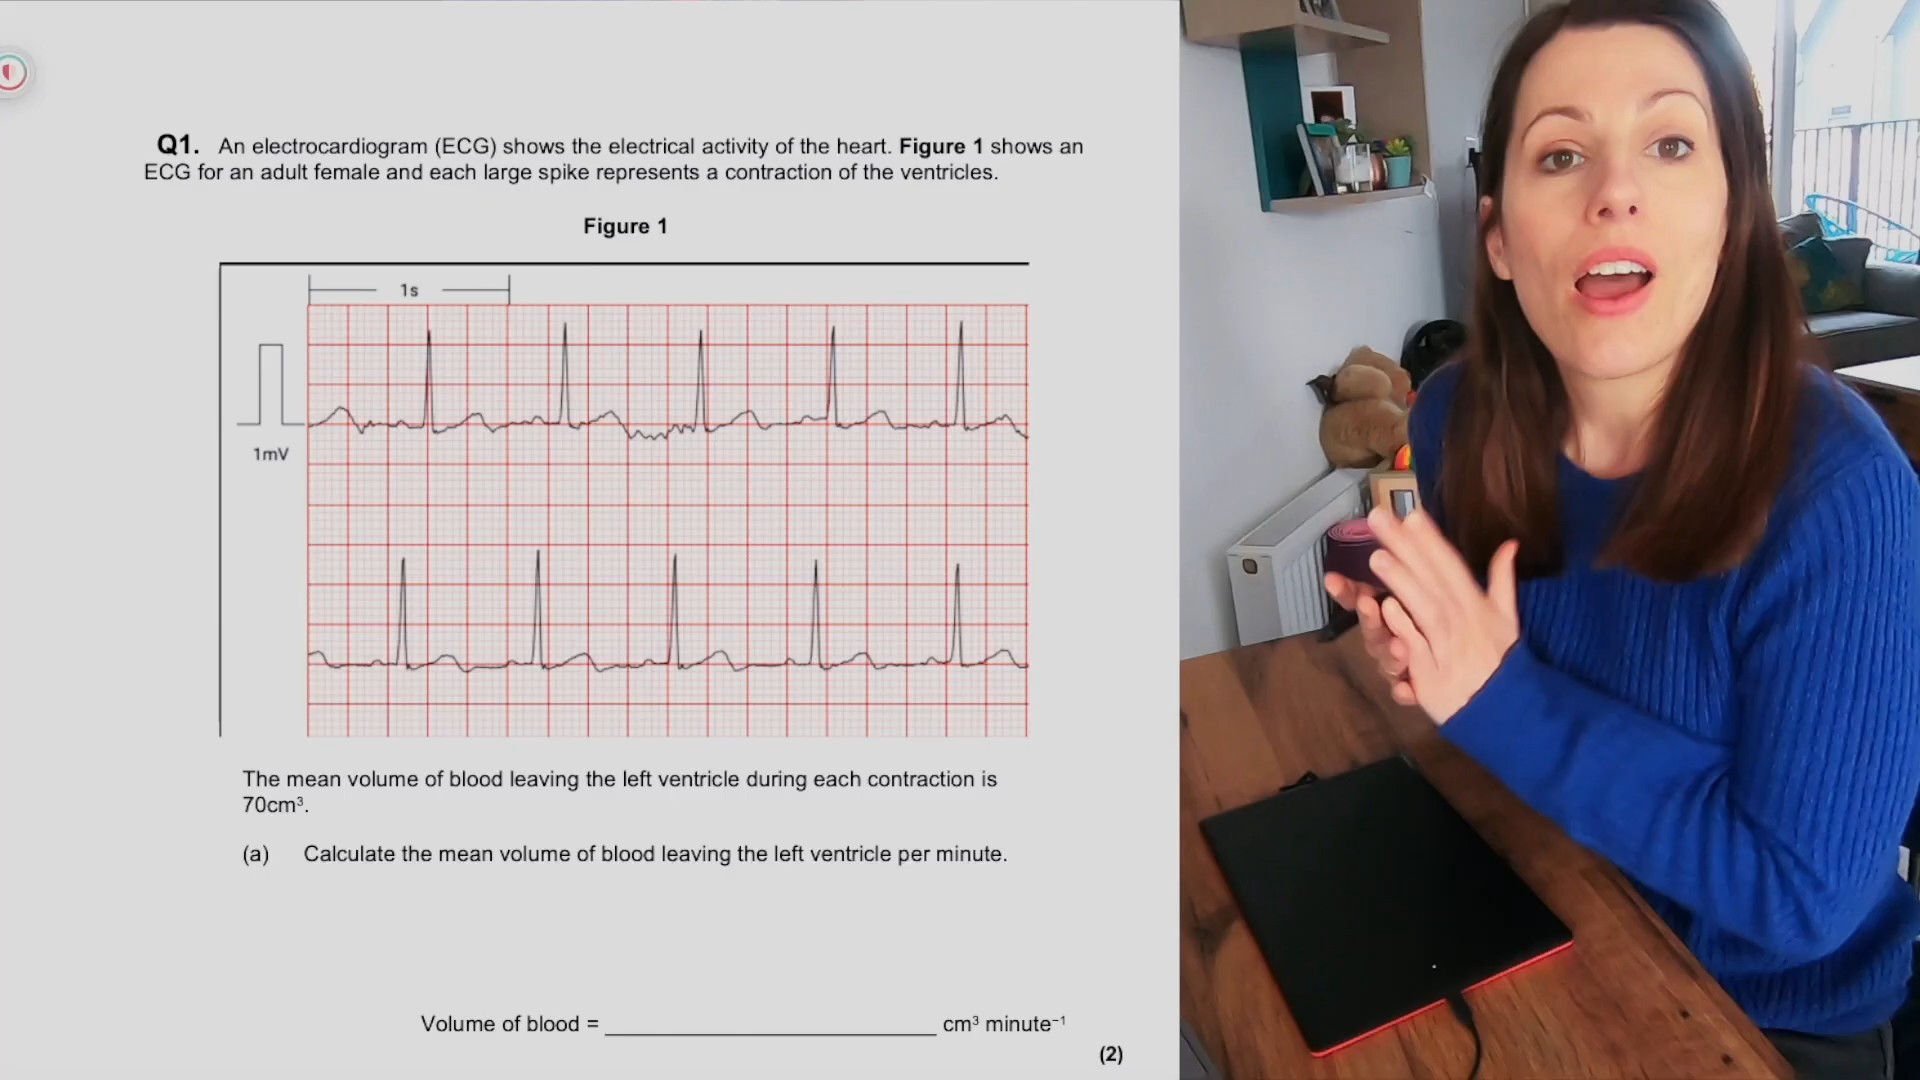 Q1. An electrocardiogram (ECG) shows the electrical activity of the heart. Figure 1 shows an
ECG for an adult female and each large spike represents a contraction of the ventricles.
Figure 1
1s
1mV
The mean volume of blood leaving the left ventricle during each contraction is
70cm³.
(a) Calculate the mean volume of blood leaving the left ventricle per minute.
Volume of blood = ____________________ cm³ minute⁻¹
(2)